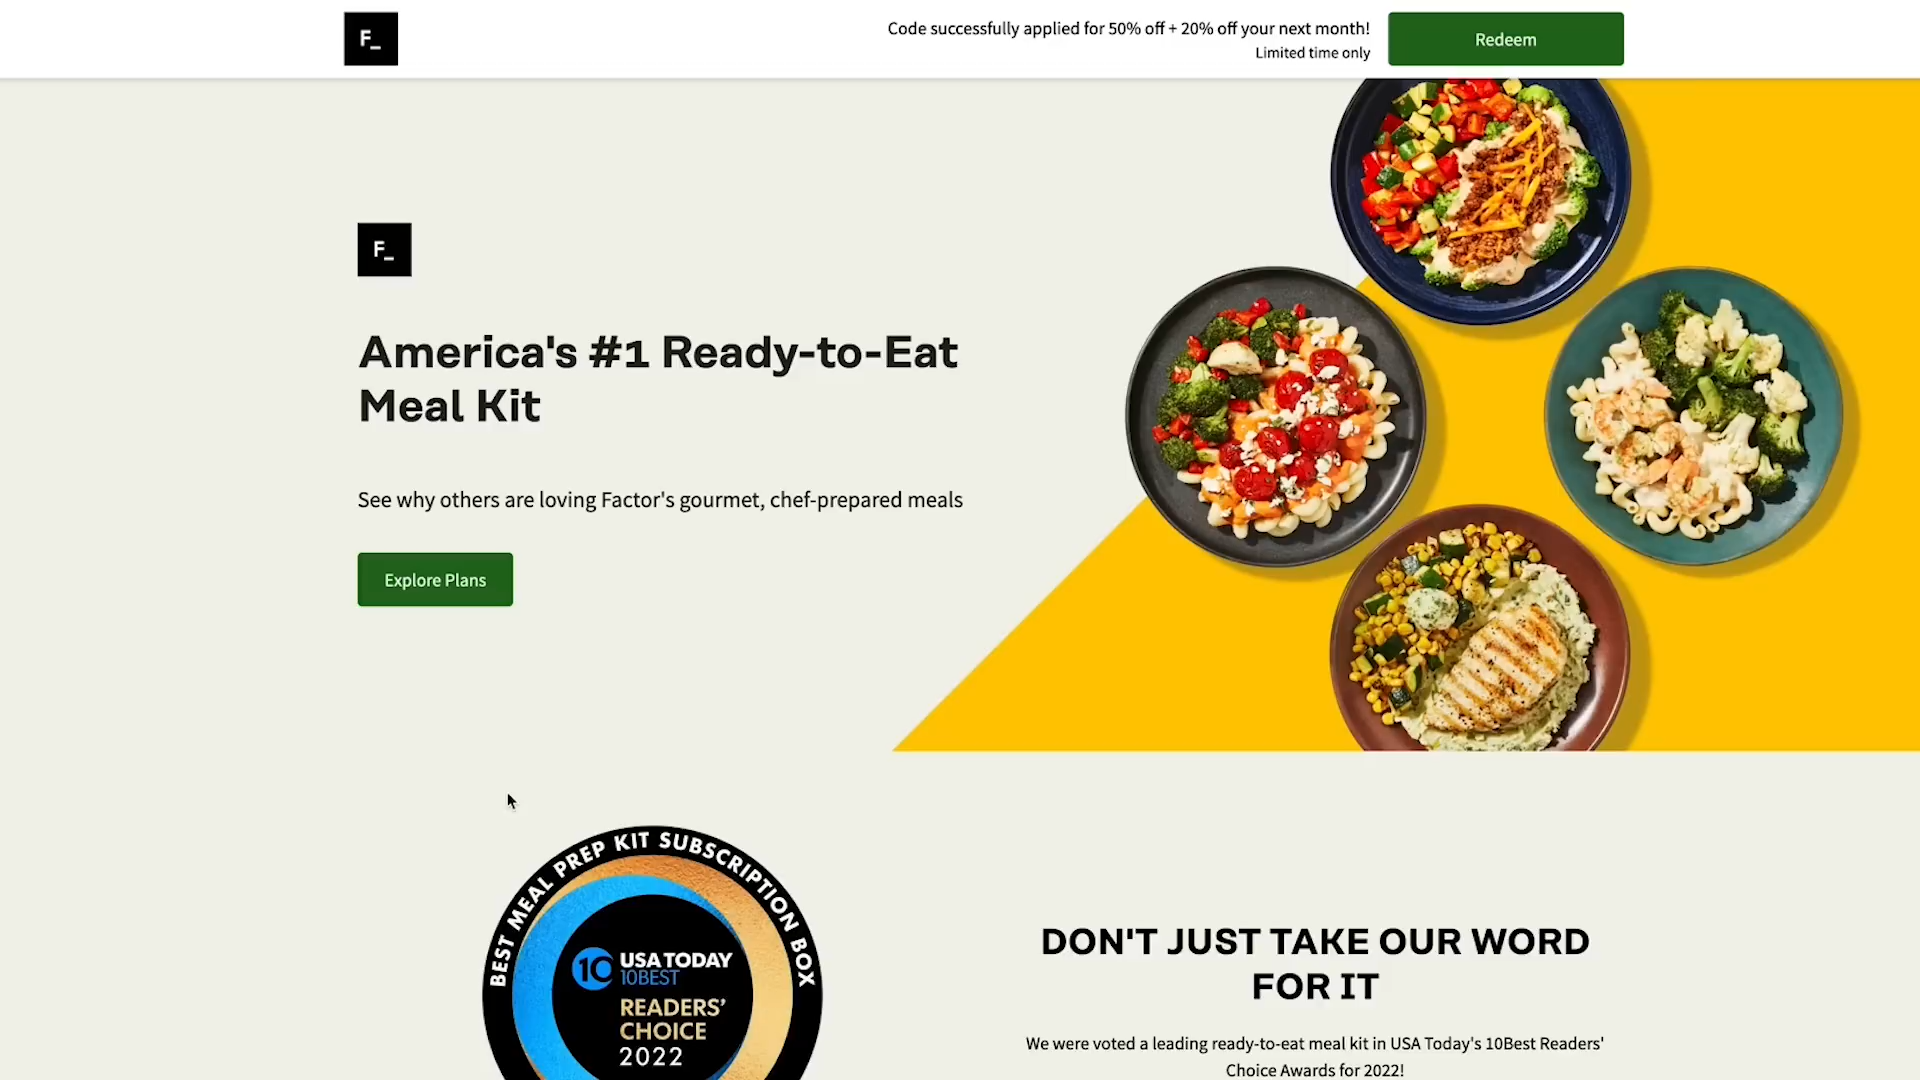 F_
Code successfully applied for 50% off + 20% off your next month!
Limited time only
Redeem
F_
America's #1 Ready-to-Eat
Meal Kit
See why others are loving Factor's gourmet, chef-prepared meals
Explore Plans
BEST MEAL PREP KIT SUBSCRIPTION BOX
10 USA TODAY
10BEST
READERS'
CHOICE
2022
DON'T JUST TAKE OUR WORD
FOR IT
We were voted a leading ready-to-eat meal kit in USA Today's 10Best Readers'
Choice Awards for 2022!